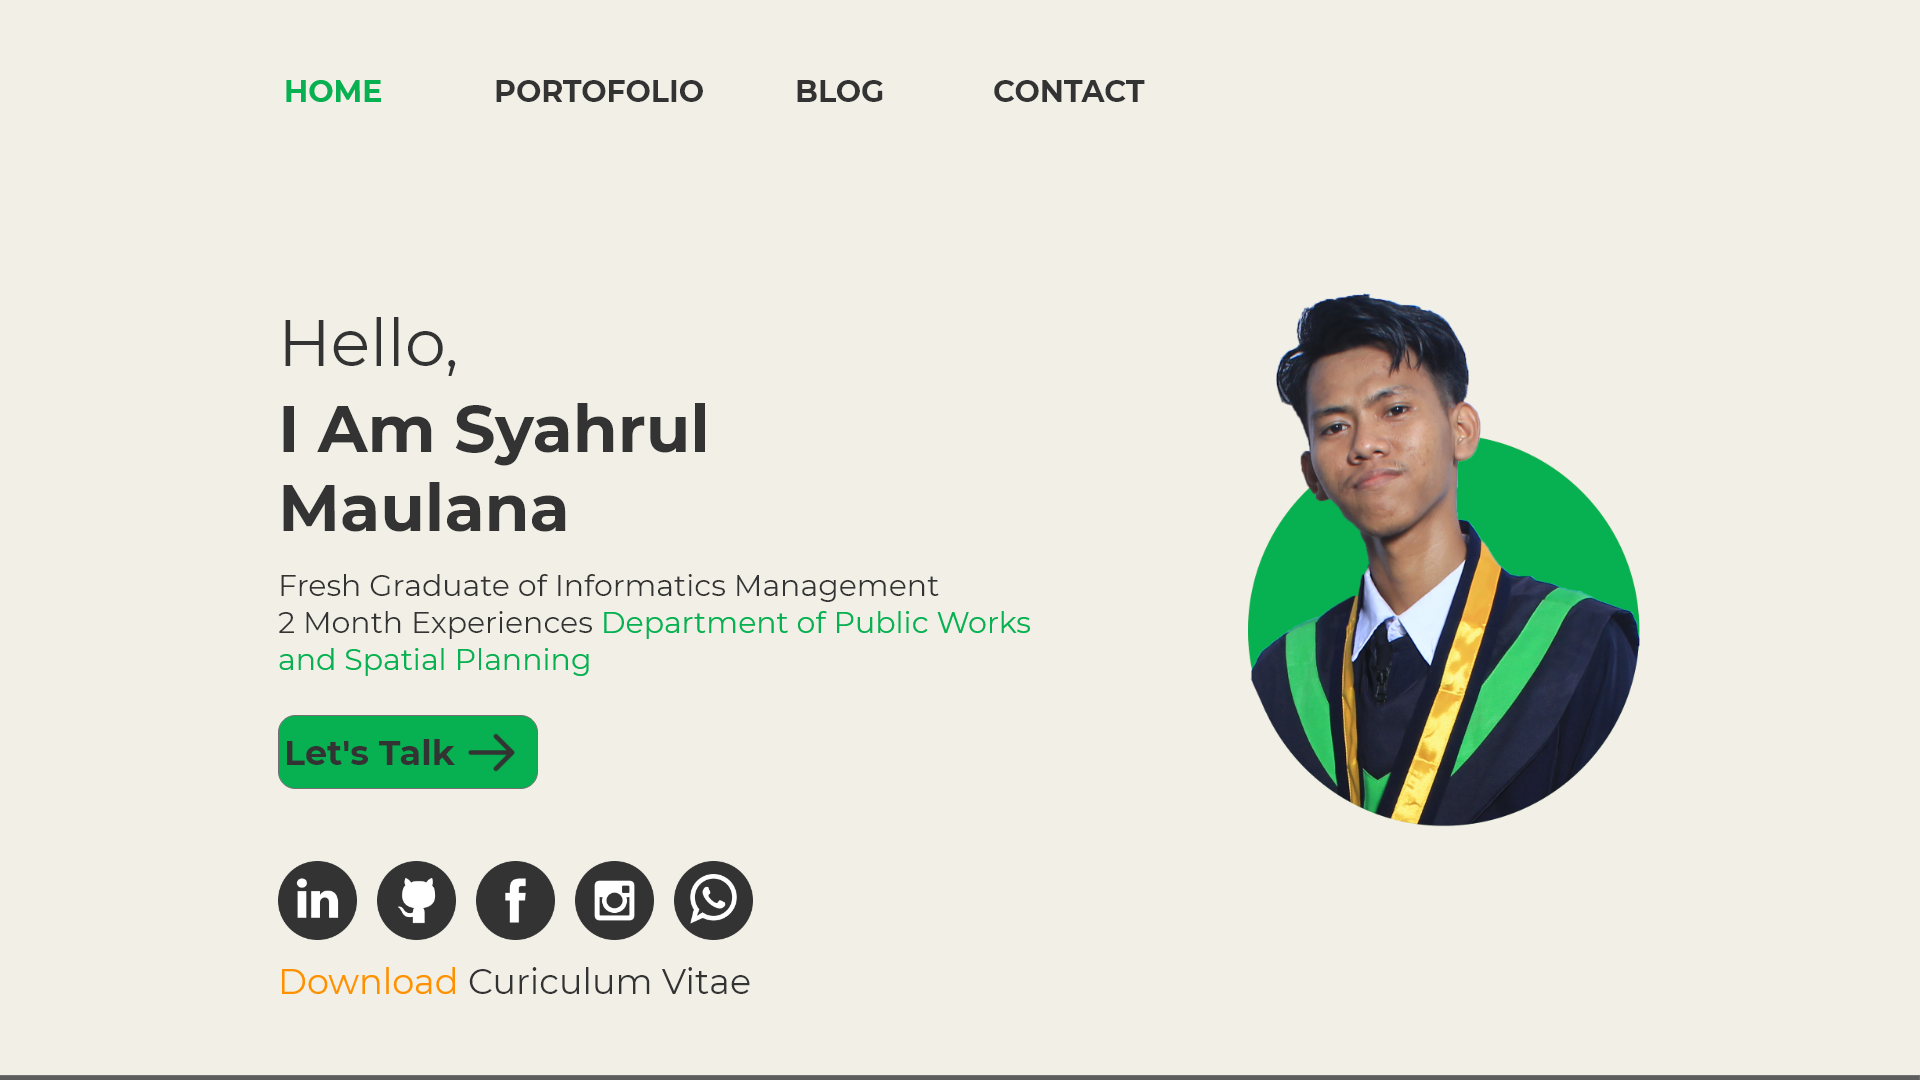 HOME PORTOFOLIO BLOG CONTACT
Hello,
I Am Syahrul
Maulana
Fresh Graduate of Informatics Management
2 Month Experiences Department of Public Works
and Spatial Planning
Let's Talk
Download Curiculum Vitae